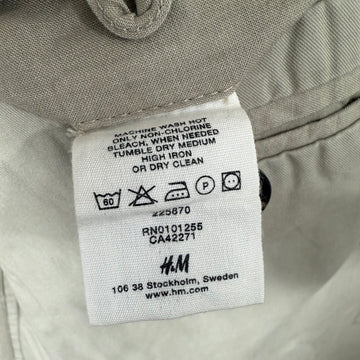 MACHINE WASH HOT
ONLY NON-CHLORINE
BLEACH, WHEN NEEDED
TUMBLE DRY MEDIUM
HIGH IRON
OR DRY CLEAN
60 P
225670
RN0101255
CA42271
H&M
106 38 Stockholm, Sweden
www.hm.com